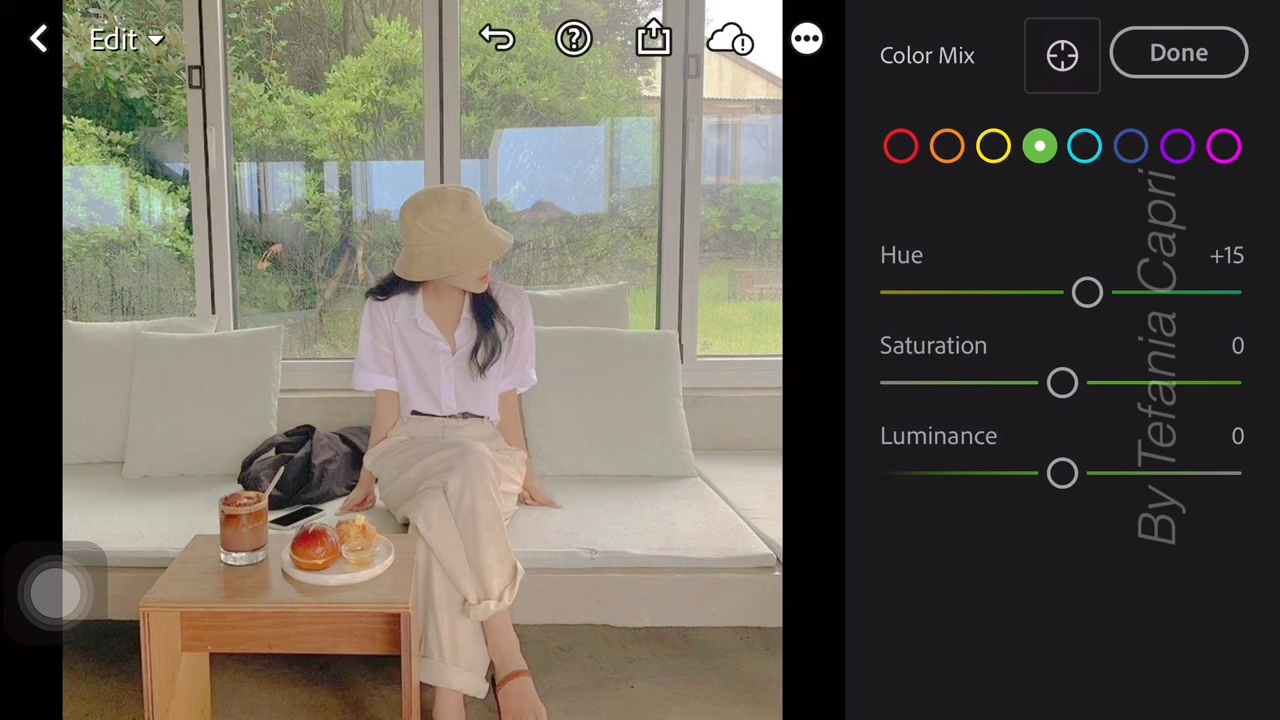 Edit
Color Mix
Done
Hue
+15
Saturation
0
Luminance
0
By Tefania Capri